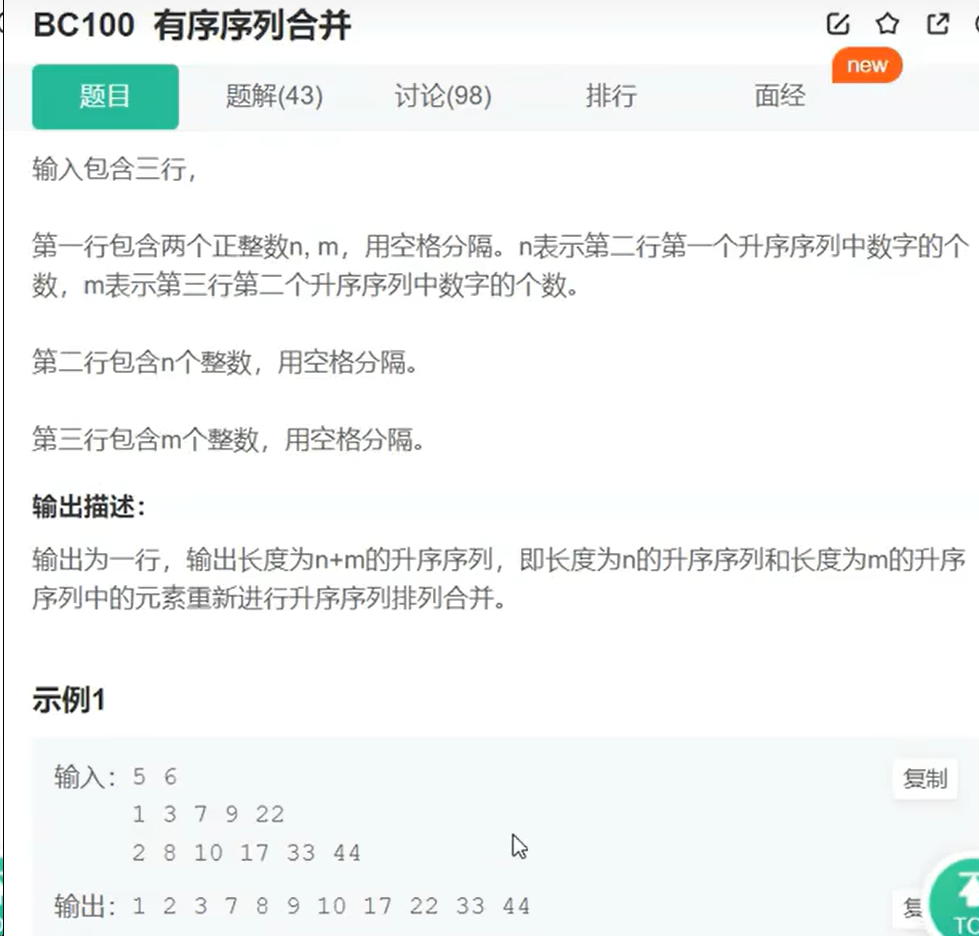 BC100 有序序列合并
new
题目 题解(43) 讨论(98) 排行 面经
输入包含三行，
第一行包含两个正整数n, m，用空格分隔。n表示第二行第一个升序序列中数字的个
数，m表示第三行第二个升序序列中数字的个数。
第二行包含n个整数，用空格分隔。
第三行包含m个整数，用空格分隔。
输出描述：
输出为一行，输出长度为n+m的升序序列，即长度为n的升序序列和长度为m的升序
序列中的元素重新进行升序序列排列合并。
示例1
输入：5 6 复制
1 3 7 9 22
2 8 10 17 33 44
输出：1 2 3 7 8 9 10 17 22 33 44 复